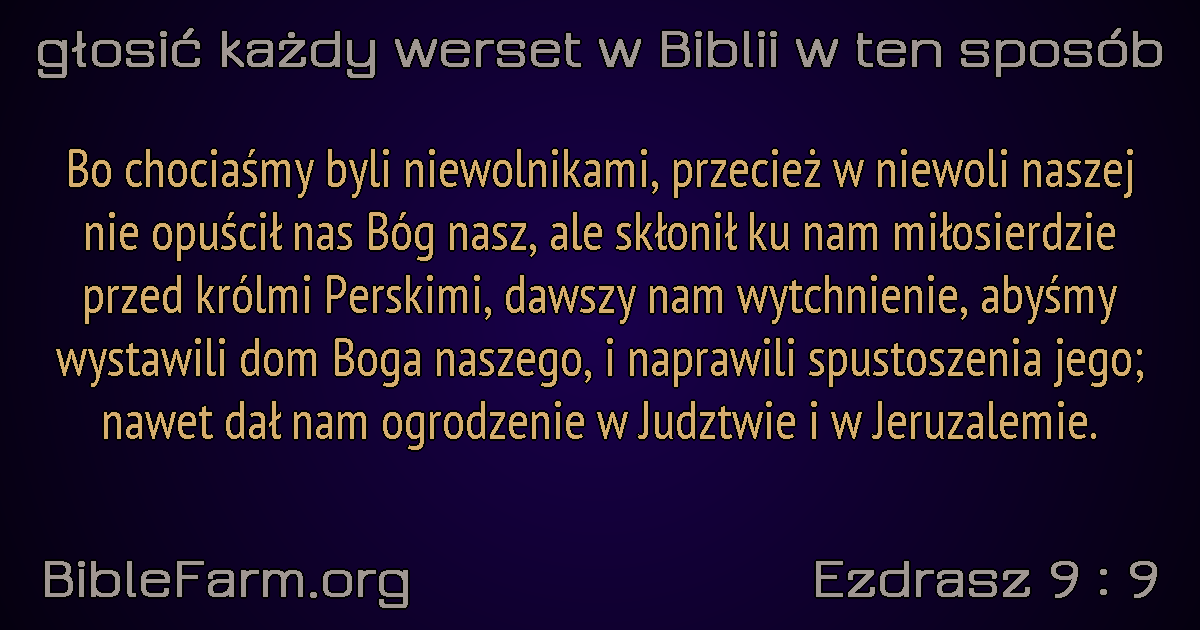 głosić każdy werset w Biblii w ten sposób
Bo chociaśmy byli niewolnikami, przecież w niewoli naszej
nie opuścił nas Bóg nasz, ale skłonił ku nam miłosierdzie
przed królmi Perskimi, dawszy nam wytchnienie, abyśmy
wystawili dom Boga naszego, i naprawili spustoszenia jego;
nawet dał nam ogrodzenie w Judztwie i w Jeruzalemie.
BibleFarm.org
Ezdrasz 9 : 9